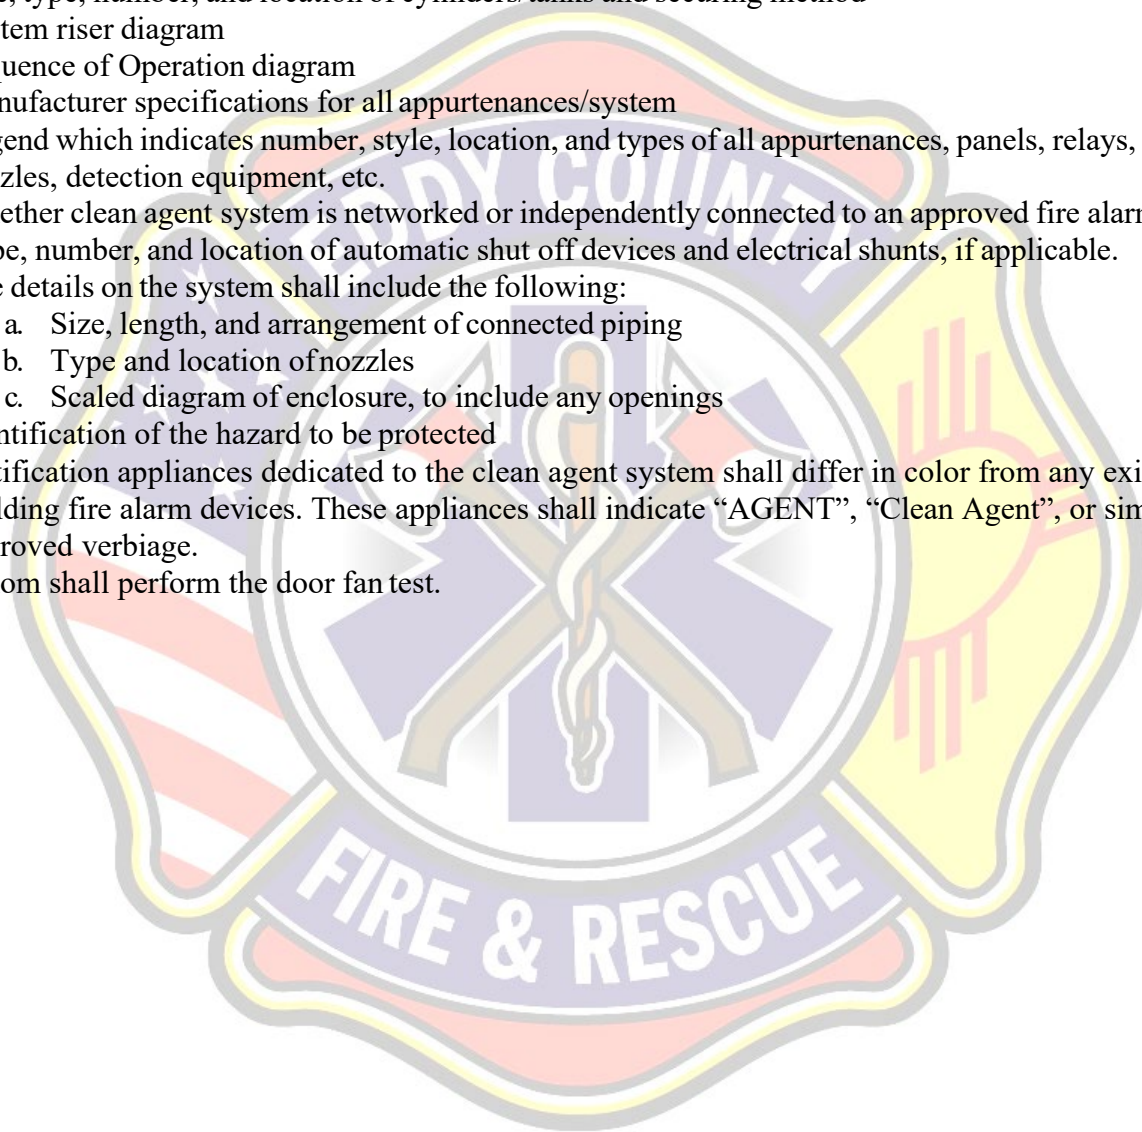 , type, number, and location of cylinders/tanks and securing method
tem riser diagram
uence of Operation diagram
nufacturer specifications for all appurtenances/system
gend which indicates number, style, location, and types of all appurtenances, panels, relays,
zles, detection equipment, etc.
ether clean agent system is networked or independently connected to an approved fire alarm
pe, number, and location of automatic shut off devices and electrical shunts, if applicable.
e details on the system shall include the following:
a. Size, length, and arrangement of connected piping
b. Type and location of nozzles
c. Scaled diagram of enclosure, to include any openings
ntification of the hazard to be protected
tification appliances dedicated to the clean agent system shall differ in color from any exi
lding fire alarm devices. These appliances shall indicate “AGENT”, “Clean Agent”, or sim
roved verbiage.
om shall perform the door fan test.
EDDY COUNTY
FIRE & RESCUE